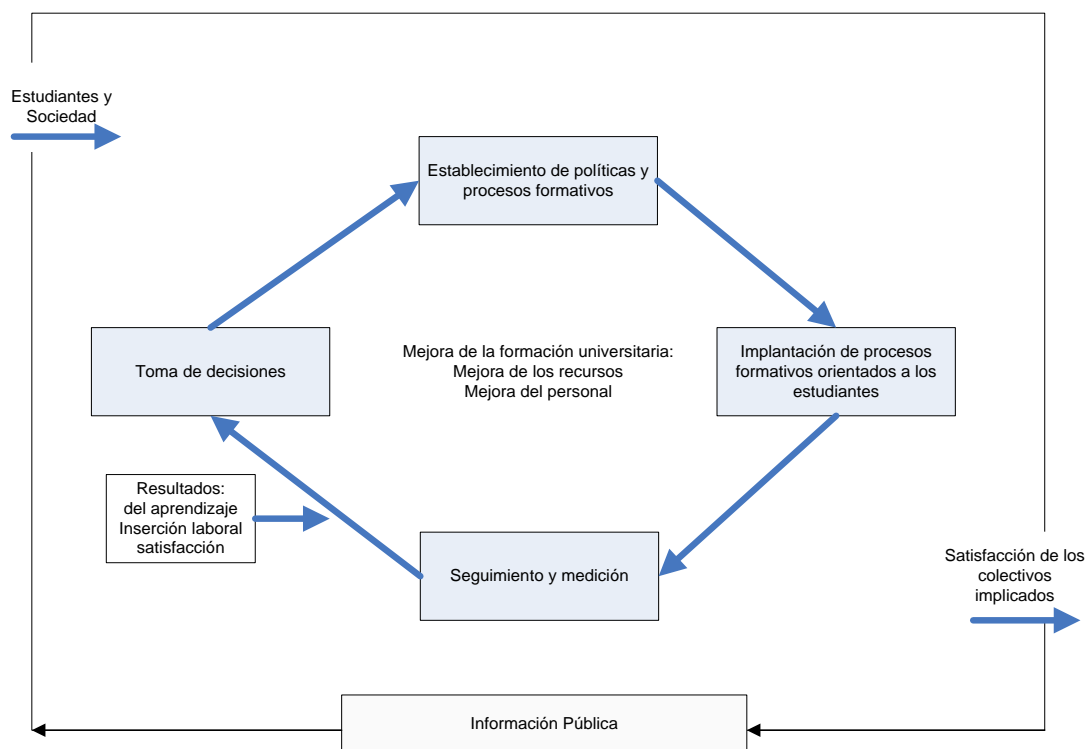 Estudiantes y
Sociedad
Establecimiento de políticas y
procesos formativos
Toma de decisiones
Mejora de la formación universitaria:
Mejora de los recursos
Mejora del personal
Implantación de procesos
formativos orientados a los
estudiantes
Resultados:
del aprendizaje
Inserción laboral
satisfacción
Seguimiento y medición
Satisfacción de los
colectivos
implicados
Información Pública